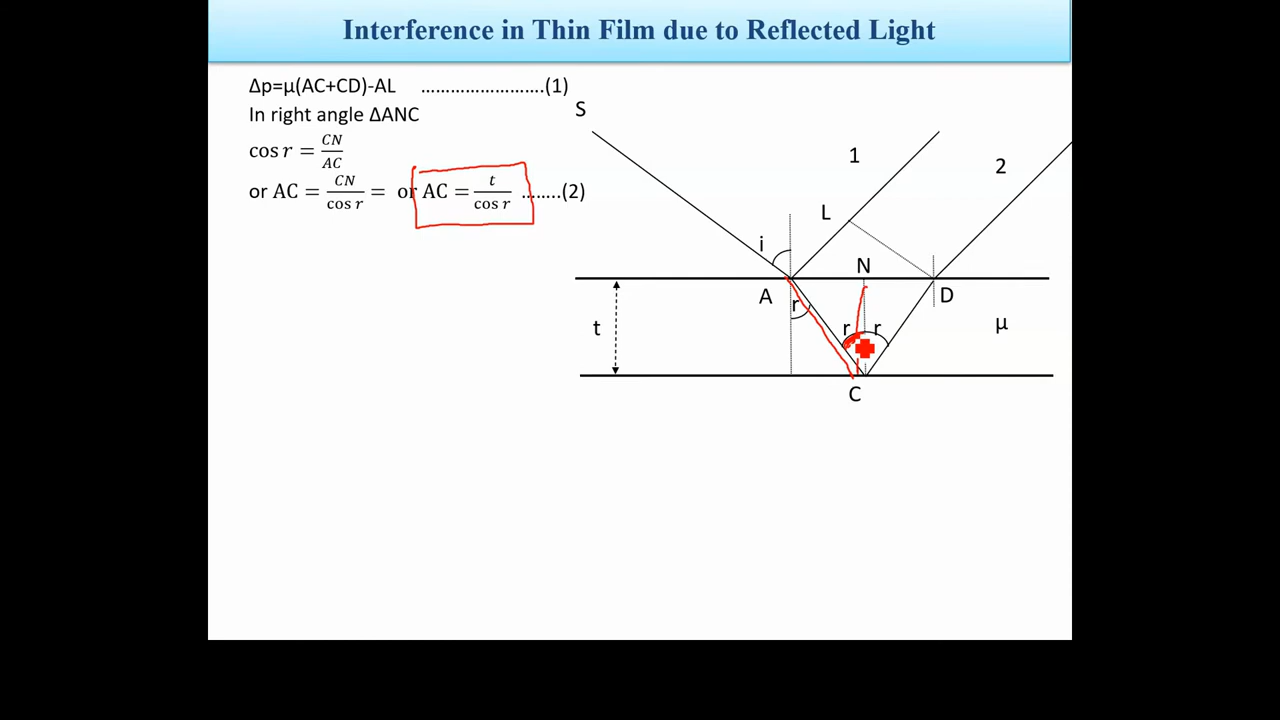 Interference in Thin Film due to Reflected Light
Δp=μ(AC+CD)-AL ……………………(1)
In right angle ΔANC
cos r = CN/AC
or AC = CN/cos r = or AC = t/cos r ……..(2)
S
1
2
L
i
N
A
r
D
t
r
r
μ
C